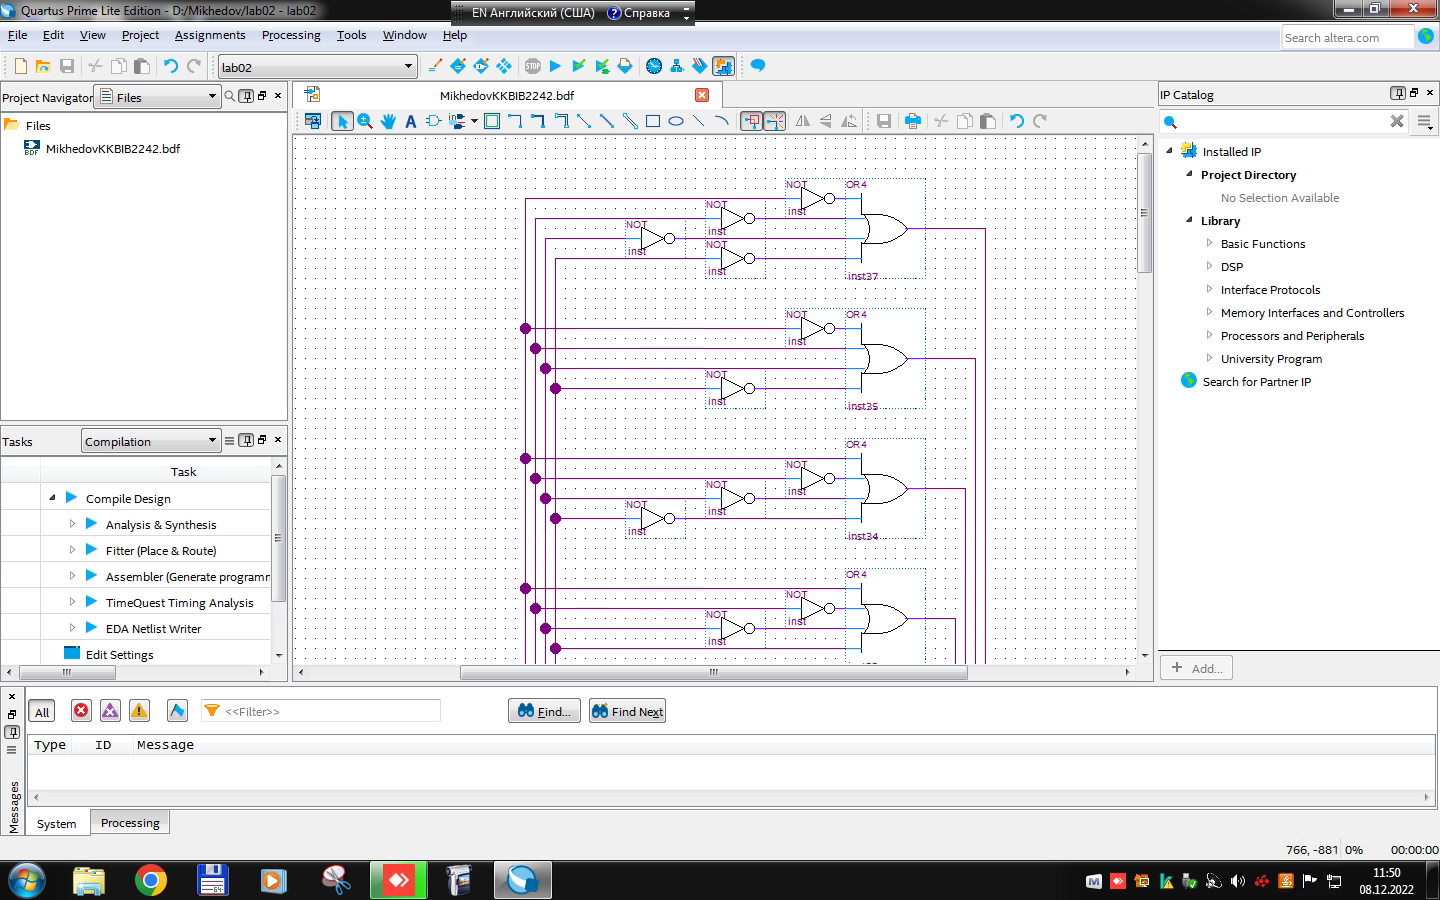 Quartus Prime Lite Edition - D:/Mikhedov/lab02 - lab02
EN Английский (США) Справка
File Edit View Project Assignments Processing Tools Window Help
Search altera.com
lab02
Project Navigator Files
MikhedovKKBIB2242.bdf
IP Catalog
Files
MikhedovKKBIB2242.bdf
Installed IP
Project Directory
No Selection Available
Library
Basic Functions
DSP
Interface Protocols
Memory Interfaces and Controllers
Processors and Peripherals
University Program
Search for Partner IP
Add...
NOT
inst
NOT
inst
NOT
inst
NOT
inst
OR4
inst37
NOT
inst
NOT
inst
OR4
inst35
NOT
inst
NOT
inst
NOT
inst
OR4
inst34
NOT
inst
NOT
inst
OR4
Tasks Compilation
Task
Compile Design
Analysis & Synthesis
Fitter (Place & Route)
Assembler (Generate programm
TimeQuest Timing Analysis
EDA Netlist Writer
Edit Settings
All
<<Filter>>
Find...
Find Next
Type ID Message
Messages
System Processing
766, -881 0% 00:00:00
64
11:50
08.12.2022